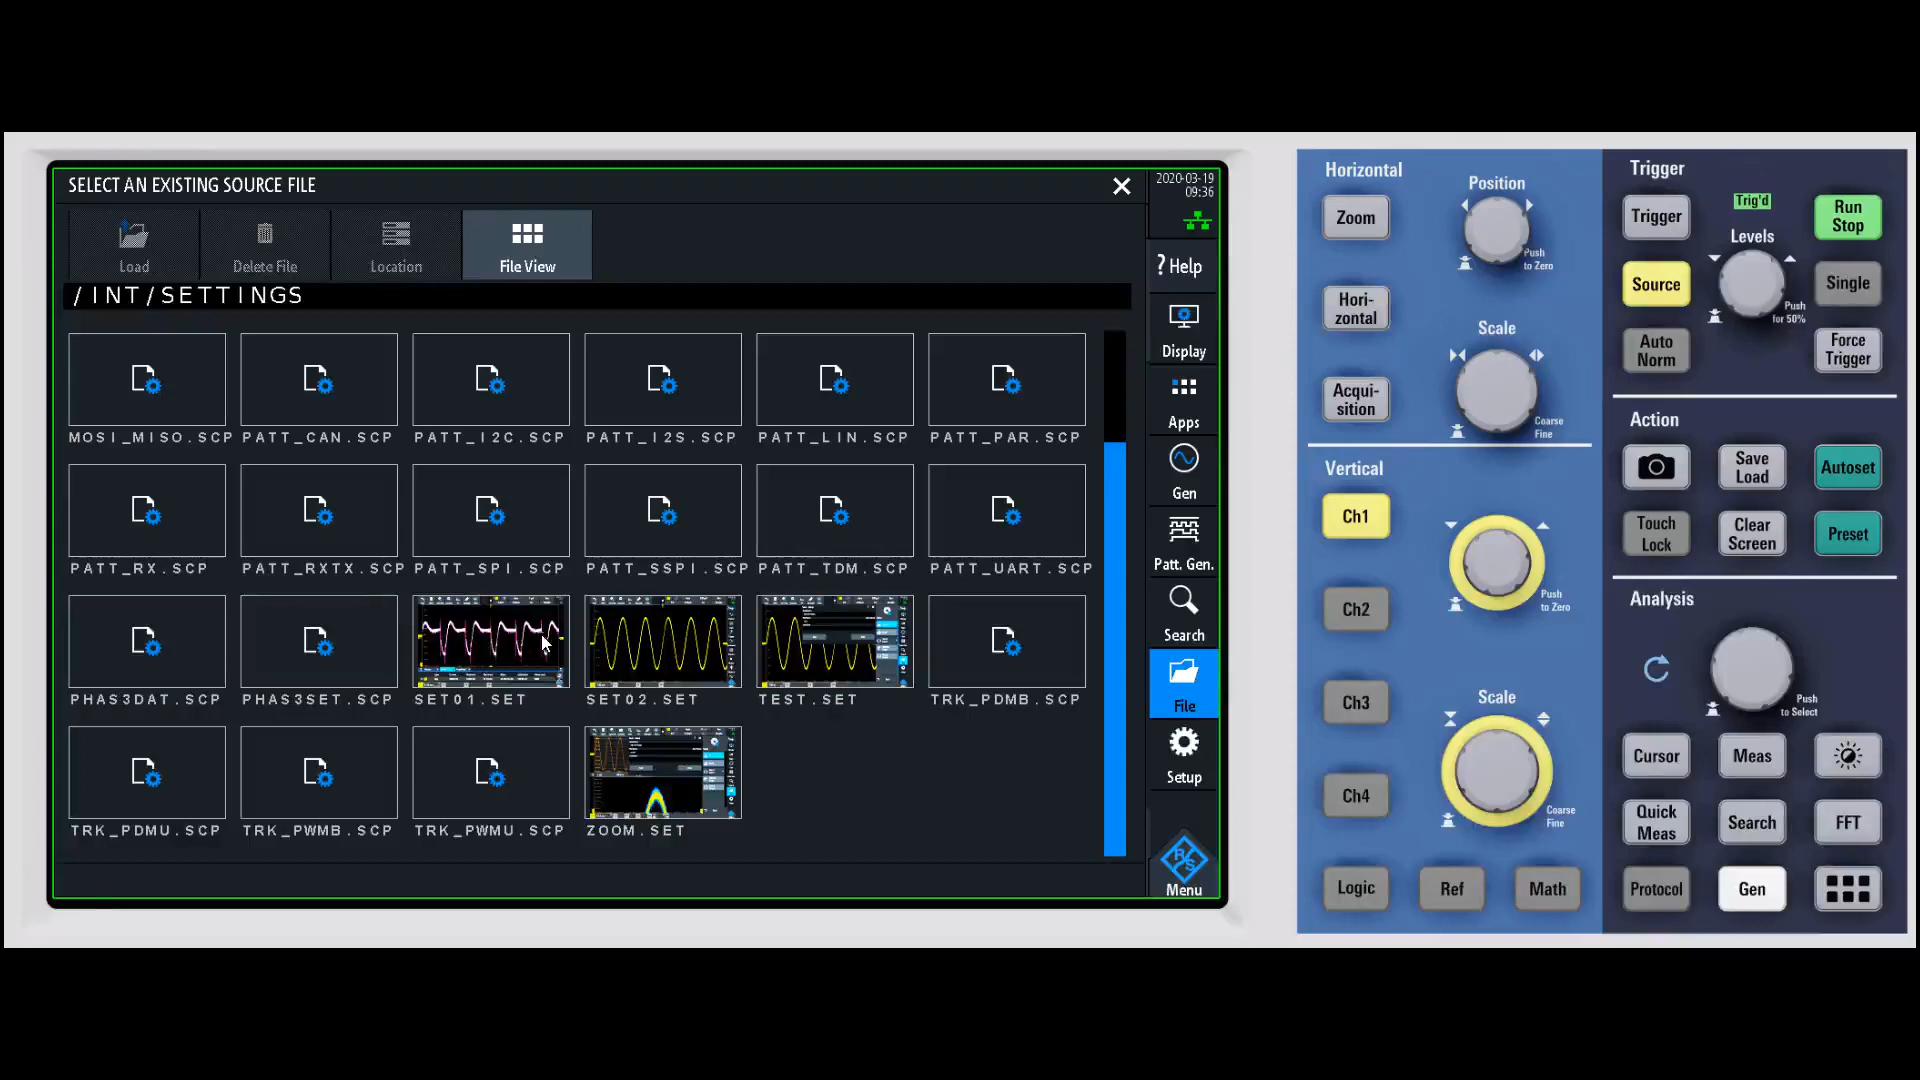 SELECT AN EXISTING SOURCE FILE
2020-03-19
09:36
Load
Delete File
Location
File View
/INT/SETTINGS
MOSI_MISO.SCP
PATT_CAN.SCP
PATT_I2C.SCP
PATT_I2S.SCP
PATT_LIN.SCP
PATT_PAR.SCP
PATT_RX.SCP
PATT_RXTX.SCP
PATT_SPI.SCP
PATT_SSPI.SCP
PATT_TDM.SCP
PATT_UART.SCP
PHAS3DAT.SCP
PHAS3SET.SCP
SET01.SET
SET02.SET
TEST.SET
TRK_PDMB.SCP
TRK_PDMU.SCP
TRK_PWMB.SCP
TRK_PWMU.SCP
ZOOM.SET
? Help
Display
Apps
Gen
Patt. Gen.
Search
File
Setup
R/S
Menu
Horizontal
Zoom
Position
Push
to Zero
Hori-
zontal
Scale
Acqui-
sition
Coarse
Fine
Vertical
Ch1
Push
to Zero
Ch2
Ch3
Scale
Ch4
Coarse
Fine
Logic
Ref
Math
Trigger
Trigger
Trig'd
Run
Stop
Levels
Source
Single
Push
for 50%
Auto
Norm
Force
Trigger
Action
Save
Load
Autoset
Touch
Lock
Clear
Screen
Preset
Analysis
Push
to Select
Cursor
Meas
Quick
Meas
Search
FFT
Protocol
Gen